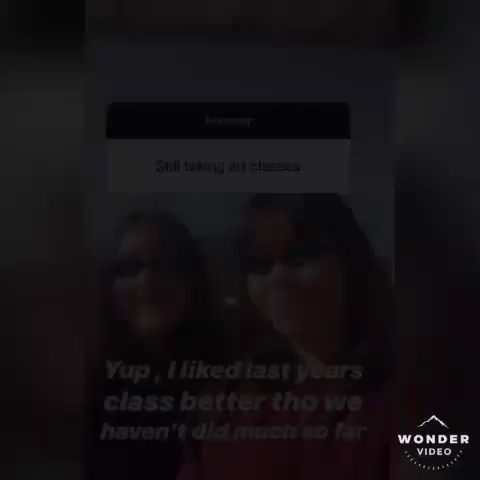 Still taking art classes
Yup , I liked last years
class better tho we
haven't did much so far
WONDER
VIDEO